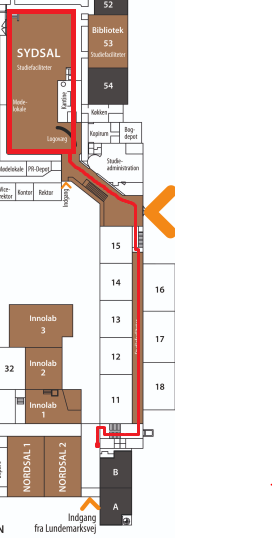 52
Bibliotek
53
Studiefaciliteter
54
SYDSAL
Studiefaciliteter
Møde-
lokale
Kantine
Køkken
Logosvag
Kopirum
Bog-
depot
Mødelokale
PR-Depot
Studie-
administration
Vice-
rektor
Kontor
Rektor
Indgang
15
14
13
12
11
16
17
18
Innolab
3
Innolab
2
Innolab
1
32
NORDSAL 1
NORDSAL 2
B
A
Indgang
fra Lundemarksvej
N